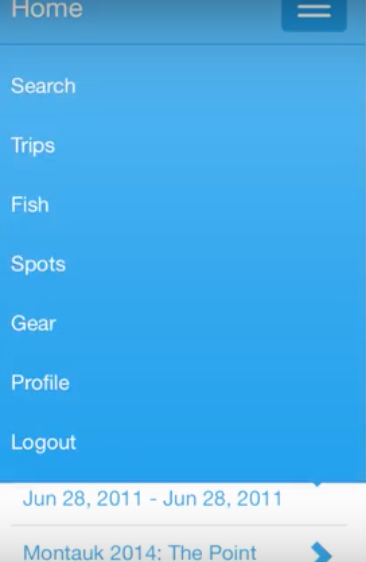 Home
Search
Trips
Fish
Spots
Gear
Profile
Logout
Jun 28, 2011 - Jun 28, 2011
Montauk 2014: The Point